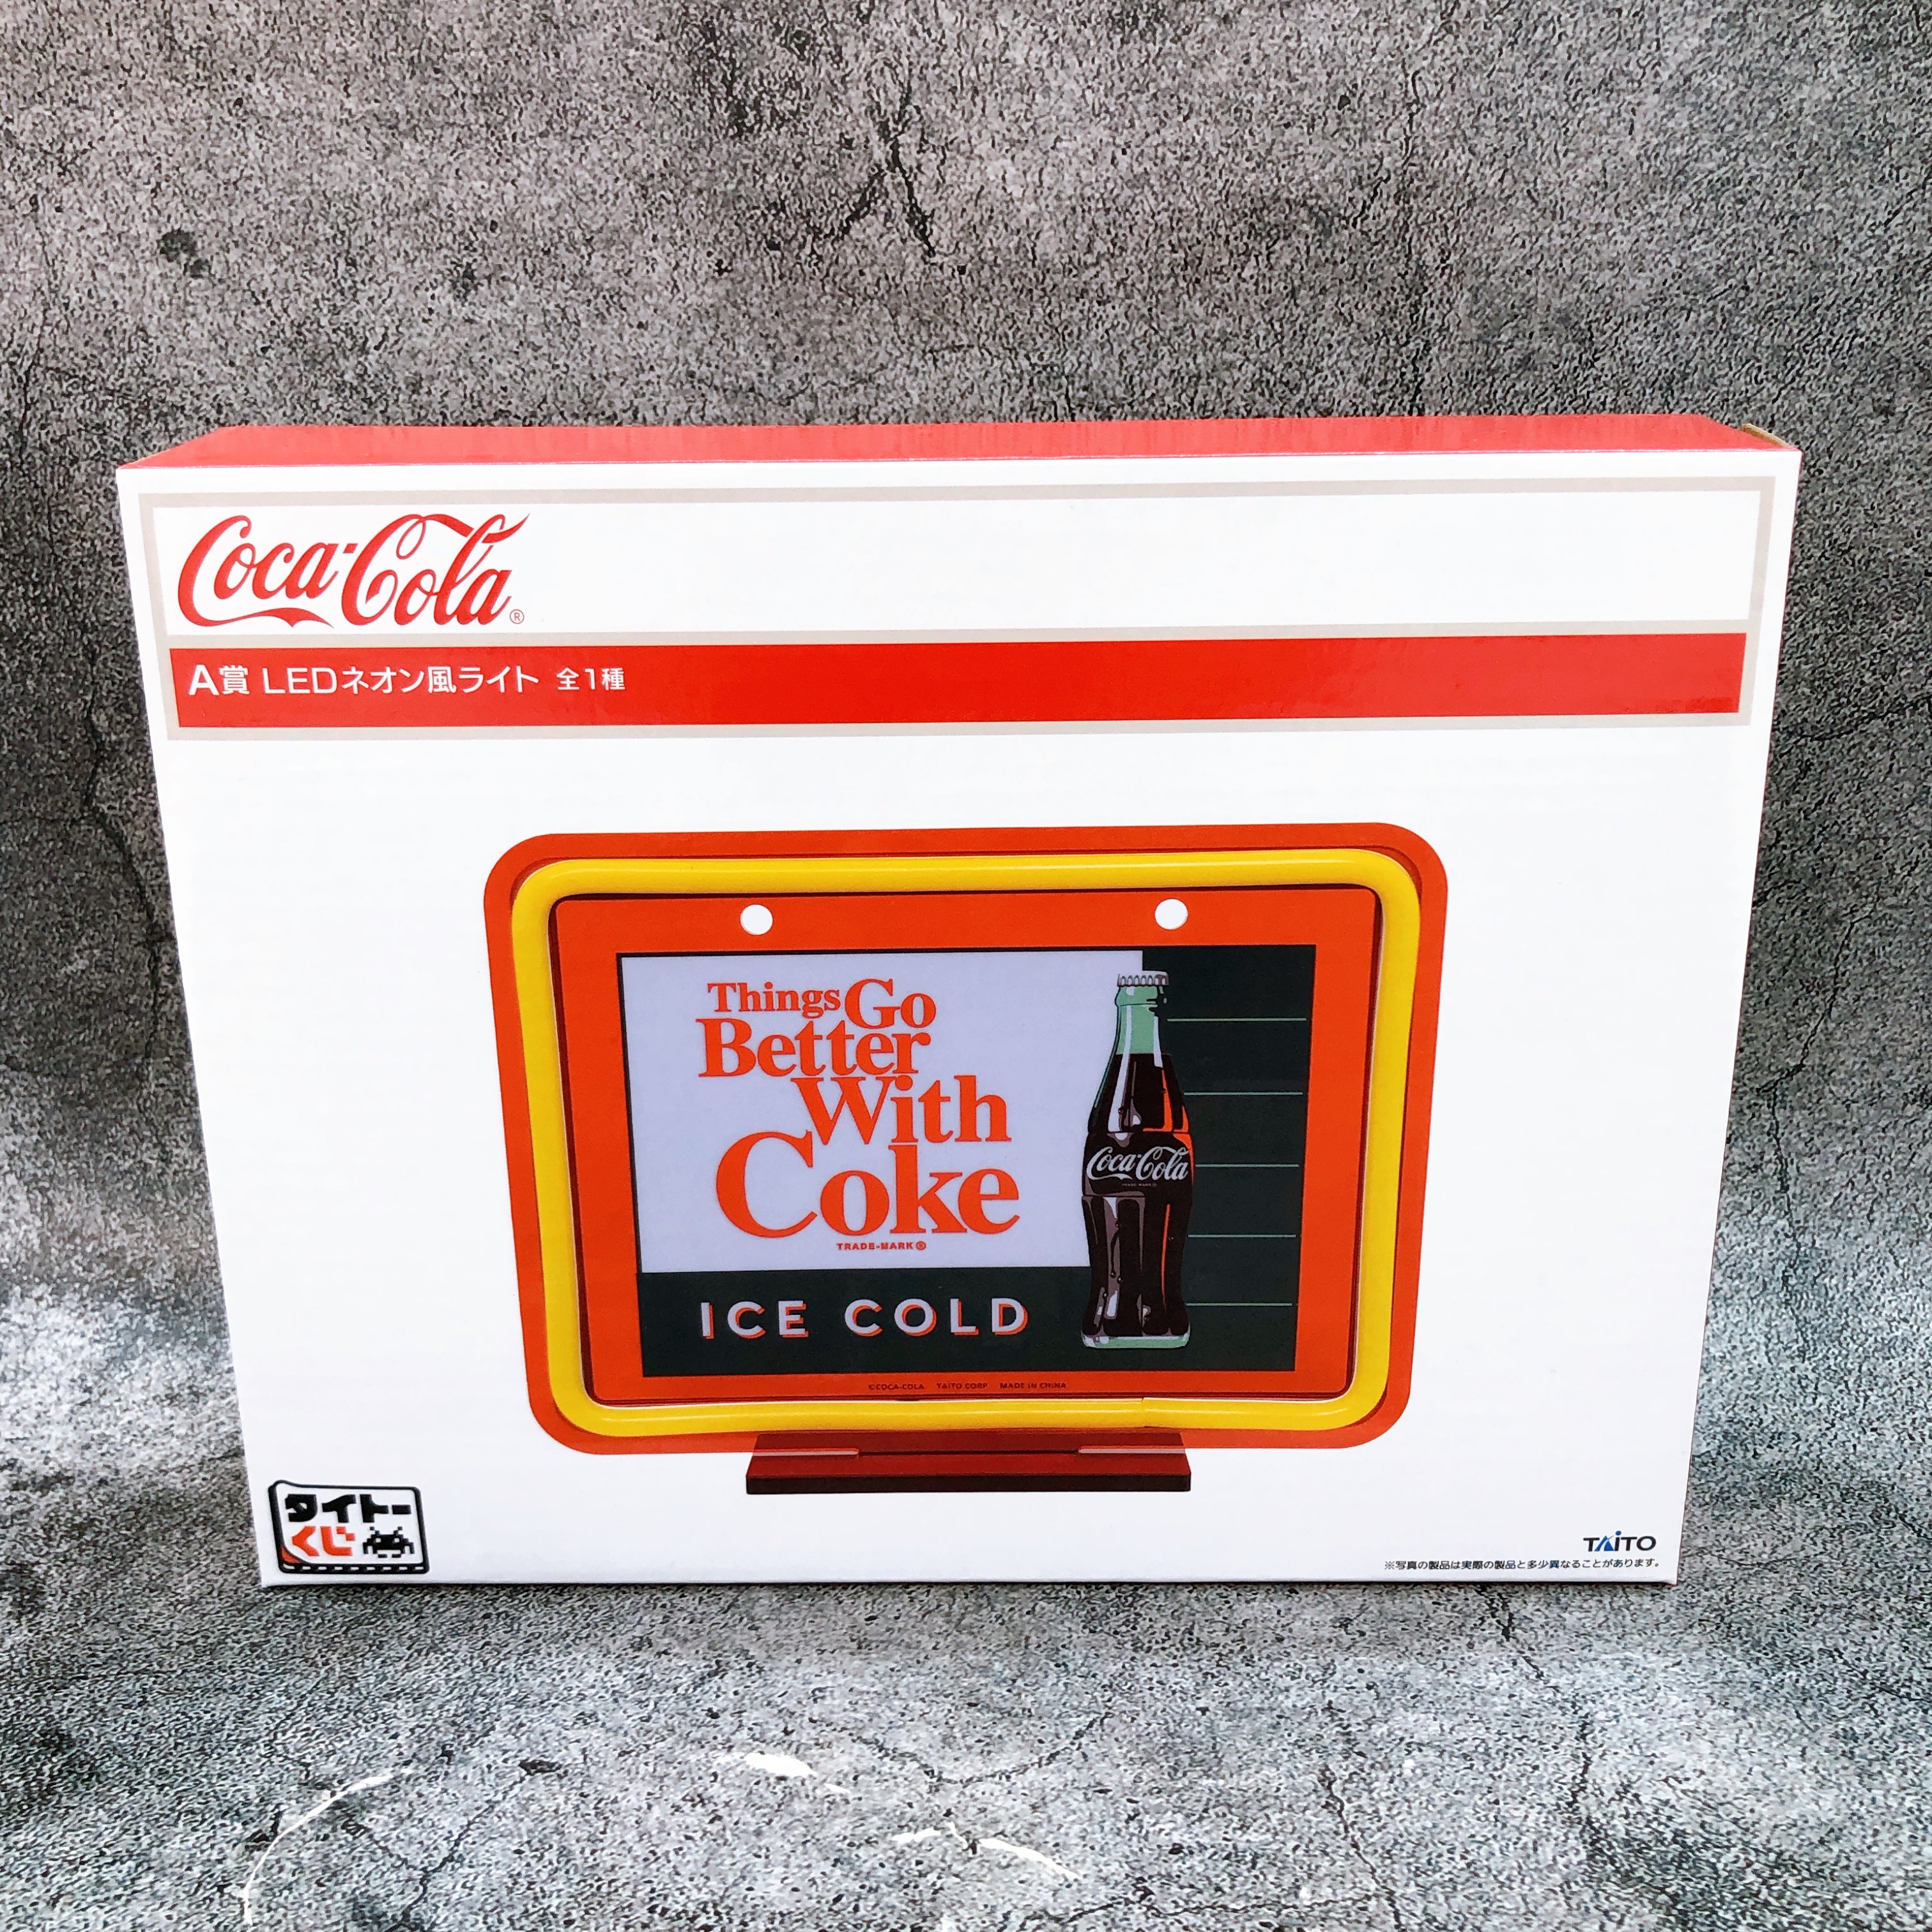 Coca-Cola®
A賞 LEDネオン風ライト 全1種
Things Go
Better
With
Coke
TRADE-MARK®
Coca-Cola
TRADE MARK®
ICE COLD
©COCA-COLA TAITO CORP MADE IN CHINA
タイトー
くじ
TAITO
※写真の製品は実際の製品と多少異なることがあります。